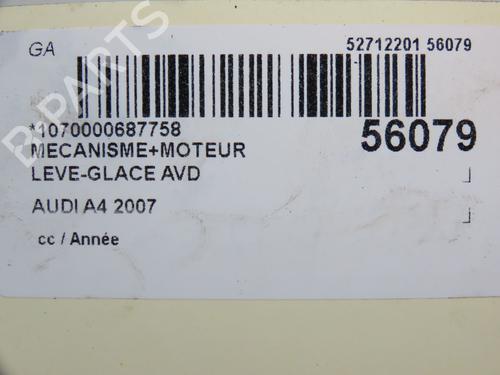 GA
52712201 56079
*1070000687758
56079
MECANISME+MOTEUR
LEVE-GLACE AVD
AUDI A4 2007
cc / Année
B-PARTS